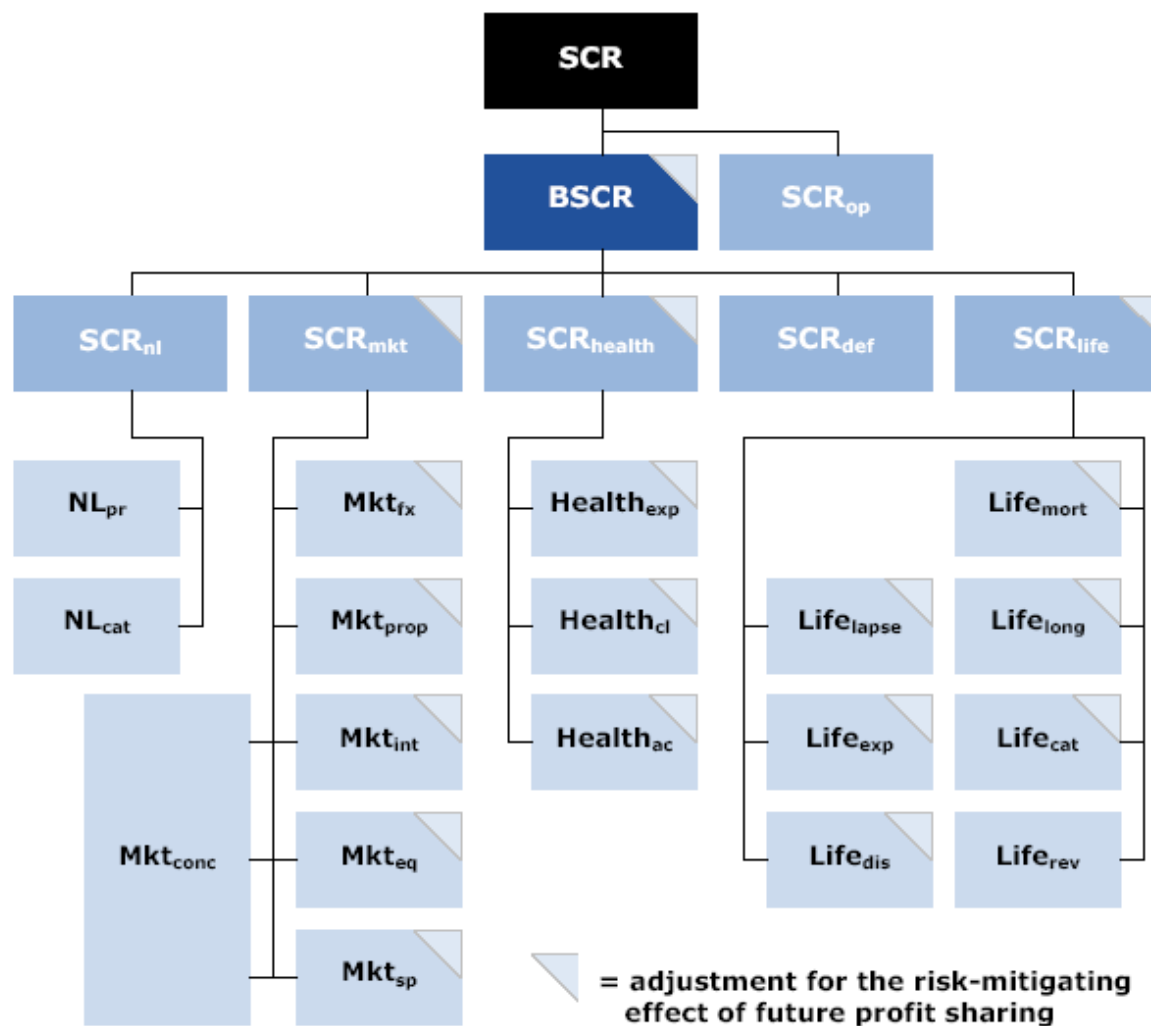 SCR
BSCR
SCRop
SCRnl
SCRmkt
SCRhealth
SCRdef
SCRlife
NLpr
Mktfx
Healthexp
Lifemort
NLcat
Mktprop
Healthcl
Lifelapse
Lifelong
Mktconc
Mktint
Healthac
Lifeexp
Lifecat
Mkteq
Lifedis
Liferev
Mktsp
= adjustment for the risk-mitigating
effect of future profit sharing